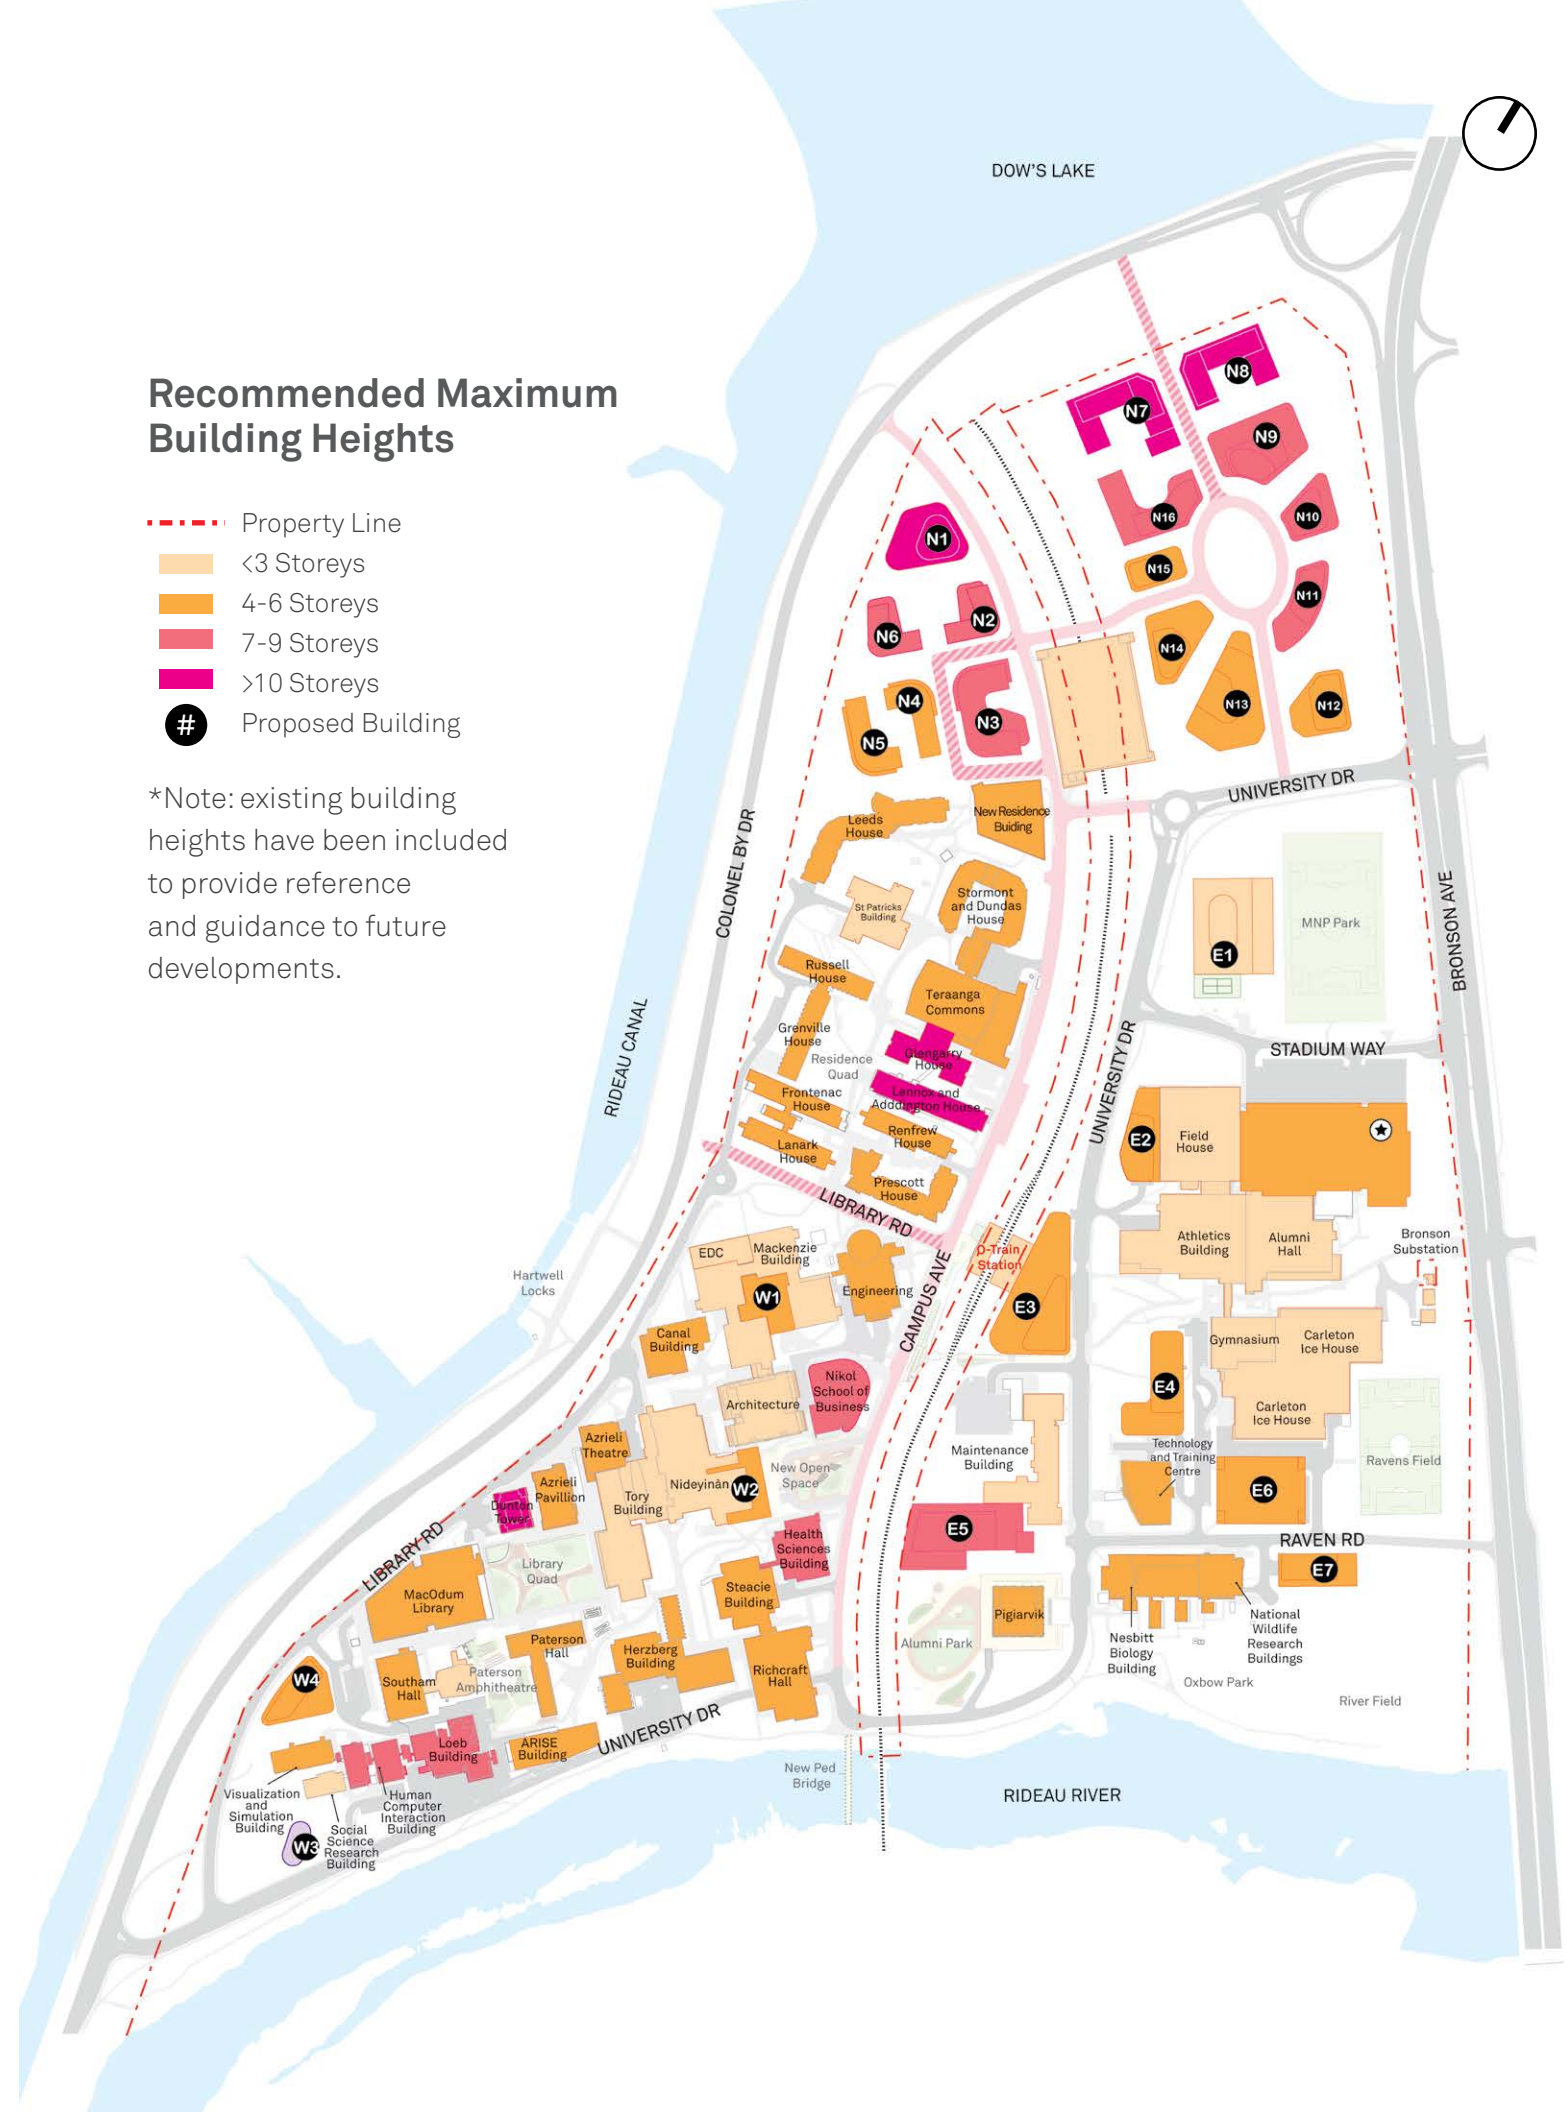 DOW'S LAKE
Recommended Maximum
Building Heights
Property Line
<3 Storeys
4-6 Storeys
7-9 Storeys
>10 Storeys
# Proposed Building
*Note: existing building
heights have been included
to provide reference
and guidance to future
developments.
N8
N7
N9
N16
N10
N1
N15
N11
N2
N6
N14
N4
N13
N12
N3
N5
UNIVERSITY DR
COLONEL BY DR
Leeds
House
New Residence
Buiding
St Patricks
Building
Stormont
and Dundas
House
MNP Park
E1
BRONSON AVE
Russell
House
Teraanga
Commons
Grenville
House
Residence
Quad
Glengarry
House
RIDEAU CANAL
Frontenac
House
Lennox and
Adddington House
UNIVERSITY DR
STADIUM WAY
Renfrew
House
Lanark
House
Prescott
House
E2
Field
House
LIBRARY RD
EDC
Mackenzie
Building
O-Train
Station
Athletics
Building
Alumni
Hall
Bronson
Substation
Hartwell
Locks
W1
Engineering
CAMPUS AVE
E3
Canal
Building
Gymnasium
Carleton
Ice House
Nikol
School of
Business
Architecture
E4
Carleton
Ice House
Azrieli
Theatre
Maintenance
Building
Technology
and Training
Centre
Ravens Field
Azrieli
Pavillion
Nideyinàn
W2
New Open
Space
Tory
Building
Dunton
Tower
E6
Health
Sciences
Building
E5
RAVEN RD
LIBRARY RD
Library
Quad
E7
MacOdum
Library
Steacie
Building
Pigiarvik
Alumni Park
Nesbitt
Biology
Building
National
Wildlife
Research
Buildings
Paterson
Hall
Herzberg
Building
Richcraft
Hall
Paterson
Amphitheatre
Southam
Hall
W4
Oxbow Park
River Field
UNIVERSITY DR
Loeb
Building
ARISE
Building
New Ped
Bridge
RIDEAU RIVER
Visualization
and
Simulation
Building
Human
Computer
Interaction
Building
W3
Social
Science
Research
Building